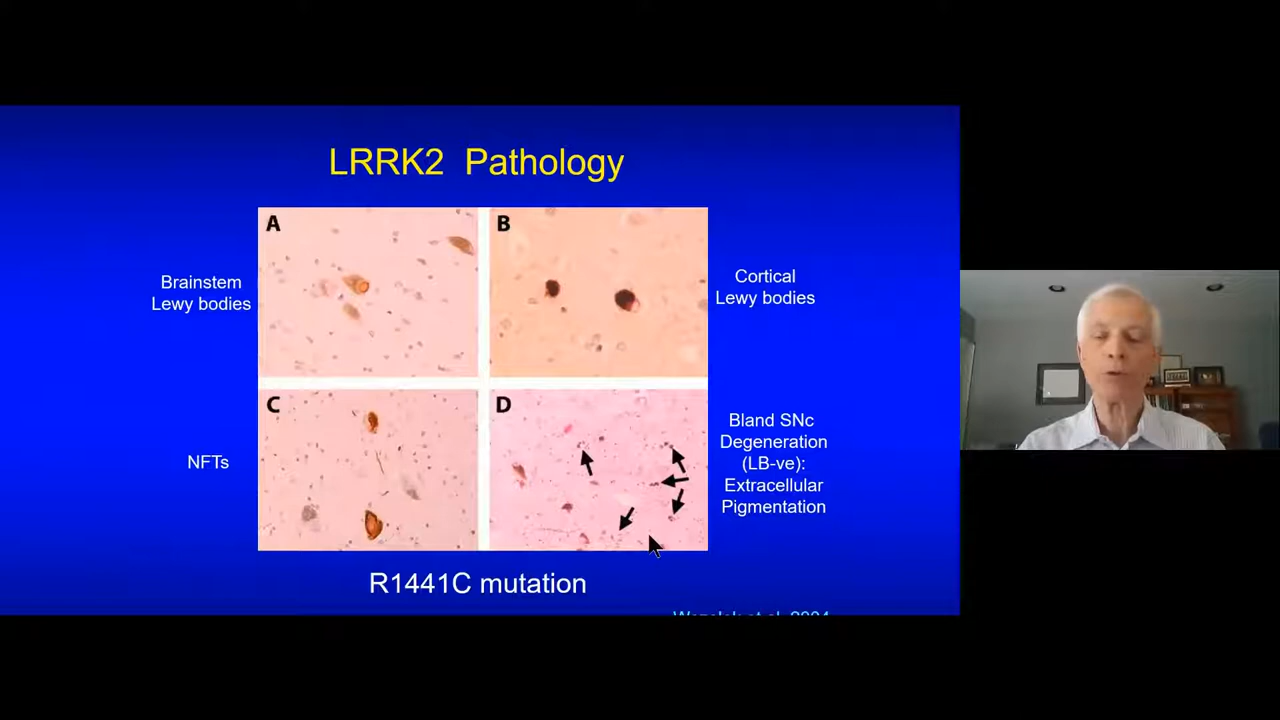 LRRK2 Pathology
A
B
Brainstem
Lewy bodies
Cortical
Lewy bodies
C
D
NFTs
Bland SNc
Degeneration
(LB-ve):
Extracellular
Pigmentation
R1441C mutation